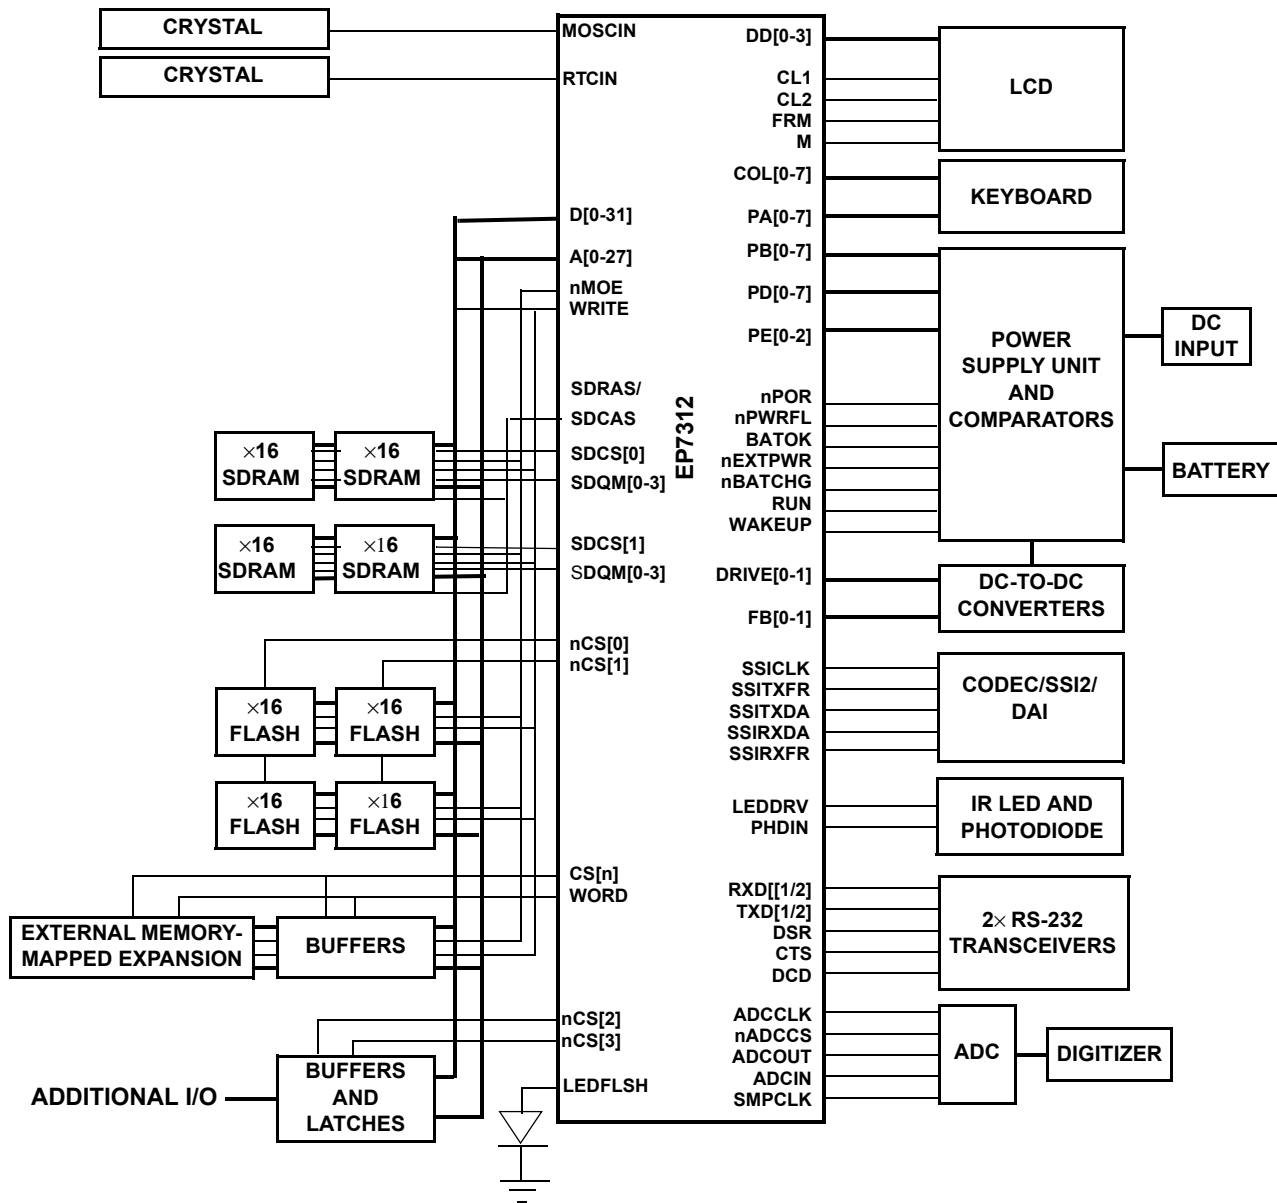 CRYSTAL
CRYSTAL
MOSCIN
RTCIN
D[0-31]
A[0-27]
nMOE
WRITE
SDRAS/
SDCAS
SDCS[0]
SDQM[0-3]
SDCS[1]
SDQM[0-3]
nCS[0]
nCS[1]
CS[n]
WORD
nCS[2]
nCS[3]
LEDFLSH
×16
SDRAM
×16
SDRAM
×16
SDRAM
×16
SDRAM
×16
FLASH
×16
FLASH
×16
FLASH
×16
FLASH
EXTERNAL MEMORY-
MAPPED EXPANSION
BUFFERS
ADDITIONAL I/O
BUFFERS
AND
LATCHES
EP7312
DD[0-3]
CL1
CL2
FRM
M
COL[0-7]
PA[0-7]
PB[0-7]
PD[0-7]
PE[0-2]
nPOR
nPWRFL
BATOK
nEXTPWR
nBATCHG
RUN
WAKEUP
DRIVE[0-1]
FB[0-1]
SSICLK
SSITXFR
SSITXDA
SSIRXDA
SSIRXFR
LEDDRV
PHDIN
RXD[[1/2]
TXD[1/2]
DSR
CTS
DCD
ADCCLK
nADCCS
ADCOUT
ADCIN
SMPCLK
LCD
KEYBOARD
POWER
SUPPLY UNIT
AND
COMPARATORS
DC
INPUT
BATTERY
DC-TO-DC
CONVERTERS
CODEC/SSI2/
DAI
IR LED AND
PHOTODIODE
2× RS-232
TRANSCEIVERS
ADC
DIGITIZER